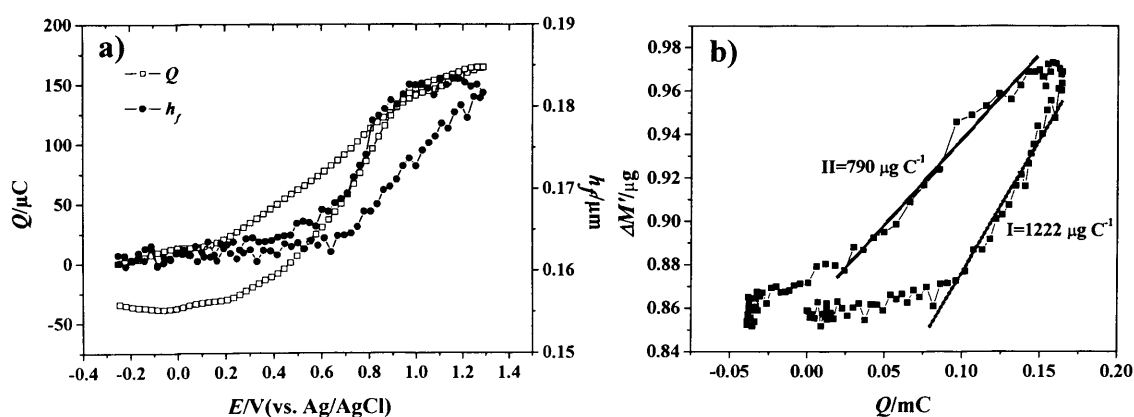 a)
Q
h_f
200
150
100
50
0
-50
Q/μC
0.19
0.18
0.17
0.16
0.15
h_f/μm
-0.4 -0.2 0.0 0.2 0.4 0.6 0.8 1.0 1.2 1.4
E/V(vs. Ag/AgCl)
b)
0.98
0.96
0.94
0.92
0.90
0.88
0.86
0.84
ΔM'/μg
II=790 μg C⁻¹
I=1222 μg C⁻¹
-0.05 0.00 0.05 0.10 0.15 0.20
Q/mC